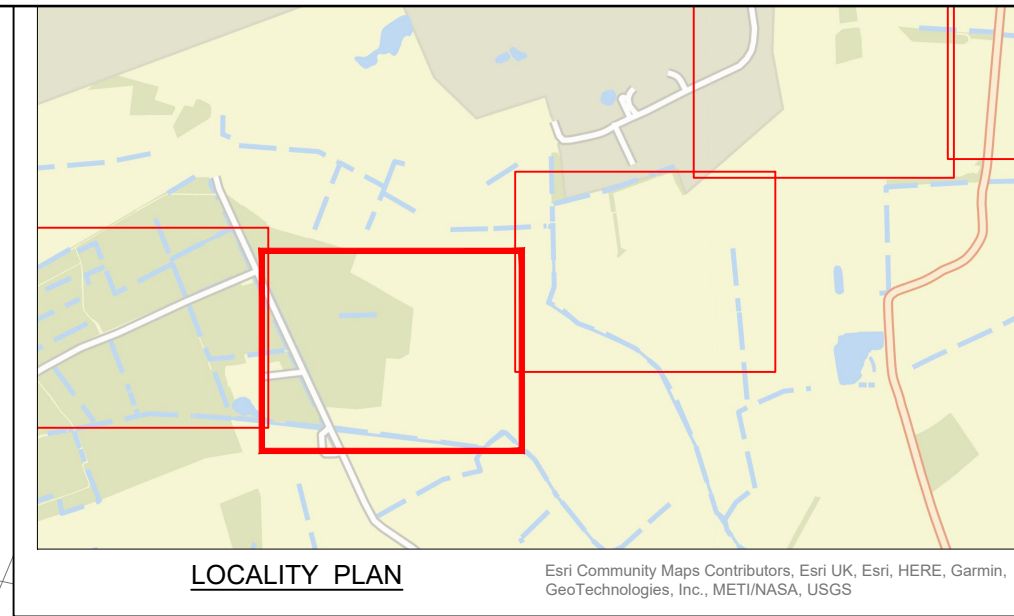 LOCALITY PLAN
Esri Community Maps Contributors, Esri UK, Esri, HERE, Garmin,
GeoTechnologies, Inc., METI/NASA, USGS